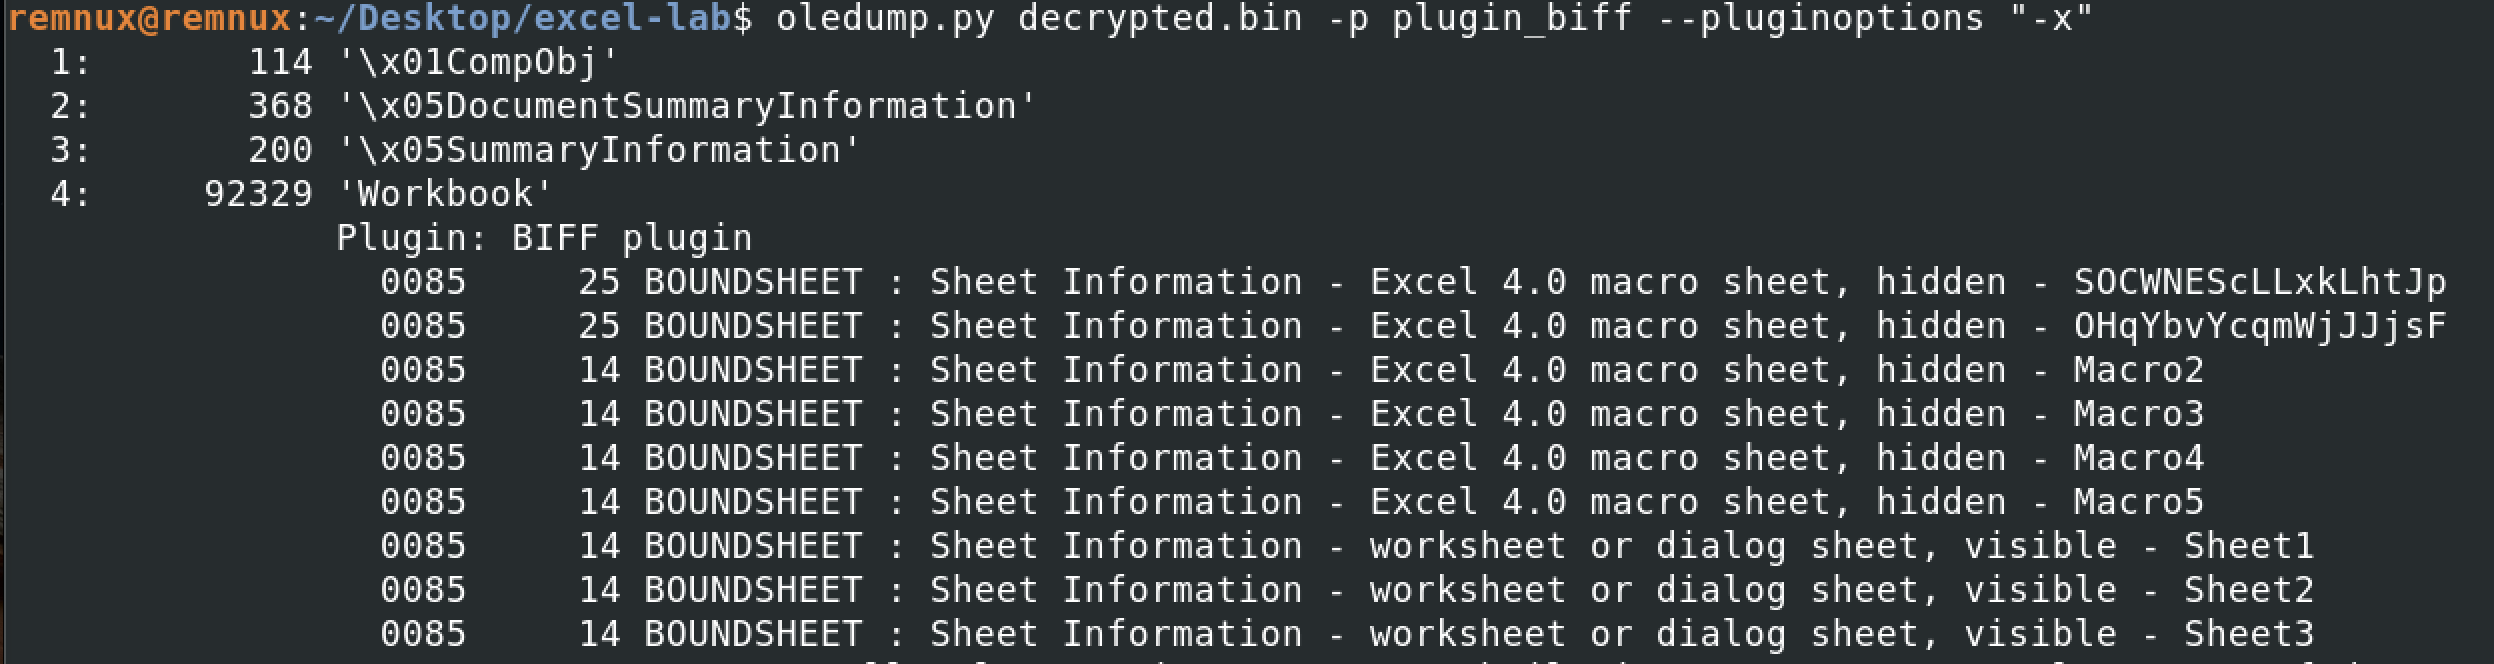 remnux@remnux:~/Desktop/excel-lab$ oledump.py decrypted.bin -p plugin_biff --pluginoptions "-x"
1: 114 '\x01CompObj'
2: 368 '\x05DocumentSummaryInformation'
3: 200 '\x05SummaryInformation'
4: 92329 'Workbook'
Plugin: BIFF plugin
0085 25 BOUNDSHEET : Sheet Information - Excel 4.0 macro sheet, hidden - SOCWNEScLLxkLhtJp
0085 25 BOUNDSHEET : Sheet Information - Excel 4.0 macro sheet, hidden - OHqYbvYcqmWjJJjsF
0085 14 BOUNDSHEET : Sheet Information - Excel 4.0 macro sheet, hidden - Macro2
0085 14 BOUNDSHEET : Sheet Information - Excel 4.0 macro sheet, hidden - Macro3
0085 14 BOUNDSHEET : Sheet Information - Excel 4.0 macro sheet, hidden - Macro4
0085 14 BOUNDSHEET : Sheet Information - Excel 4.0 macro sheet, hidden - Macro5
0085 14 BOUNDSHEET : Sheet Information - worksheet or dialog sheet, visible - Sheet1
0085 14 BOUNDSHEET : Sheet Information - worksheet or dialog sheet, visible - Sheet2
0085 14 BOUNDSHEET : Sheet Information - worksheet or dialog sheet, visible - Sheet3